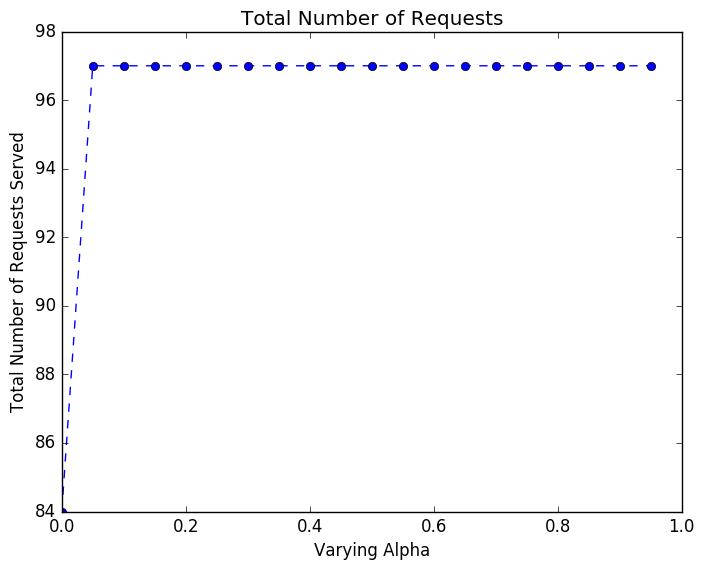 Total Number of Requests
98
96
94
92
90
88
86
84
Total Number of Requests Served
0.0 0.2 0.4 0.6 0.8 1.0
Varying Alpha